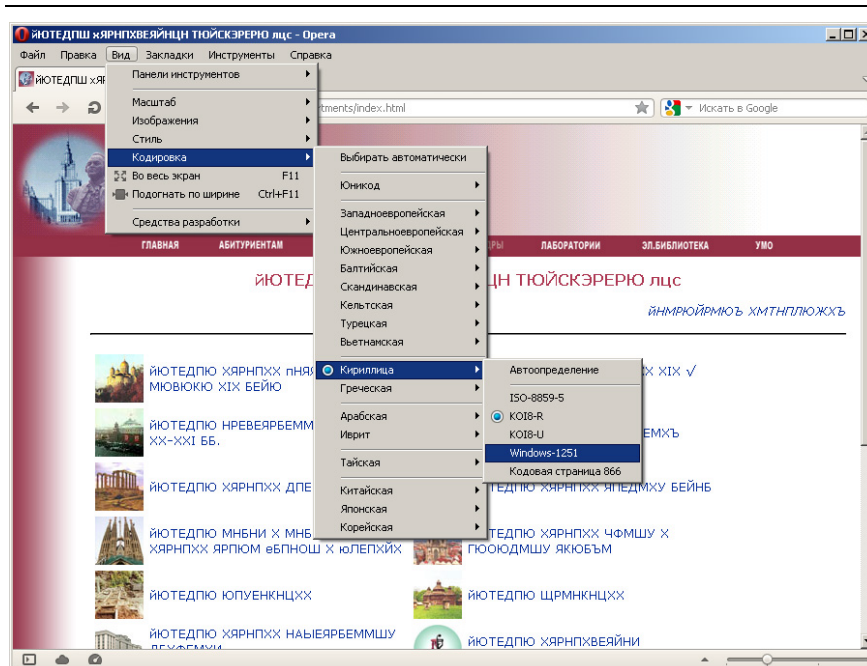 йЮТЕДПШ хЯРНПХВЕЯЙНЦН ТЮЙСКЭРЕРЮ лцс - Opera
Файл Правка Вид Закладки Инструменты Справка
йЮТЕДПШ хЯР
Панели инструментов
Масштаб
Изображения
Стиль
Кодировка
Во весь экран F11
Подогнать по ширине Ctrl+F11
Средства разработки
tments/index.html
Искать в Google
Выбирать автоматически
Юникод
Западноевропейская
Центральноевропейская
Южноевропейская
Балтийская
Скандинавская
Кельтская
Турецкая
Вьетнамская
Кириллица
Греческая
Арабская
Иврит
Тайская
Китайская
Японская
Корейская
Автоопределение
ISO-8859-5
KOI8-R
KOI8-U
Windows-1251
Кодовая страница 866
ГЛАВНАЯ АБИТУРИЕНТАМ ДРЫ ЛАБОРАТОРИИ ЭЛ.БИБЛИОТЕКА УМО
йЮТЕД ЦН ТЮЙСКЭРЕРЮ лцс
йНМРЮЙРМЮЪ ХМТНПЛЮЖХЪ
йЮТЕДПЮ ХЯРНПХХ пНЯ Х XIX √
МЮВЮКЮ XIX БЕЙЮ
йЮТЕДПЮ НРЕВЕЯРБЕММ
XX-XXI ББ. ЕМХЪ
йЮТЕДПЮ ХЯРНПХХ ДПЕ ТЕДПЮ ХЯРНПХХ ЯПЕДМХУ БЕЙНБ
йЮТЕДПЮ МНБНИ Х МНБ ТЕДПЮ ХЯРНПХХ ЧФМШУ Х
ХЯРНПХХ ЯРПЮМ еБПНОШ Х юЛЕПХЙХ ГЮОЮДМШУ ЯКЮБЪМ
йЮТЕДПЮ ЮПУЕНКНЦХХ йЮТЕДПЮ ЩРМНКНЦХХ
йЮТЕДПЮ ХЯРНПХХ НАЫЕЯРБЕММШУ йЮТЕДПЮ ХЯРНПХВЕЯЙНИ